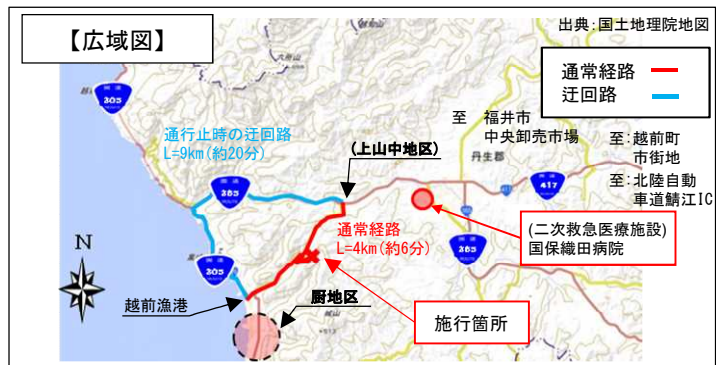 【広域図】
出典:国土地理院地図
通常経路
迂回路
305
通行止時の迂回路
L=9km(約20分)
(上山中地区)
至 福井市
中央卸売市場
丹生郡
至:越前町
市街地
至:北陸自動
車道鯖江IC
417
365
(二次救急医療施設)
国保織田病院
365
通常経路
L=4km(約6分)
N
305
越前漁港
厨地区
施行箇所